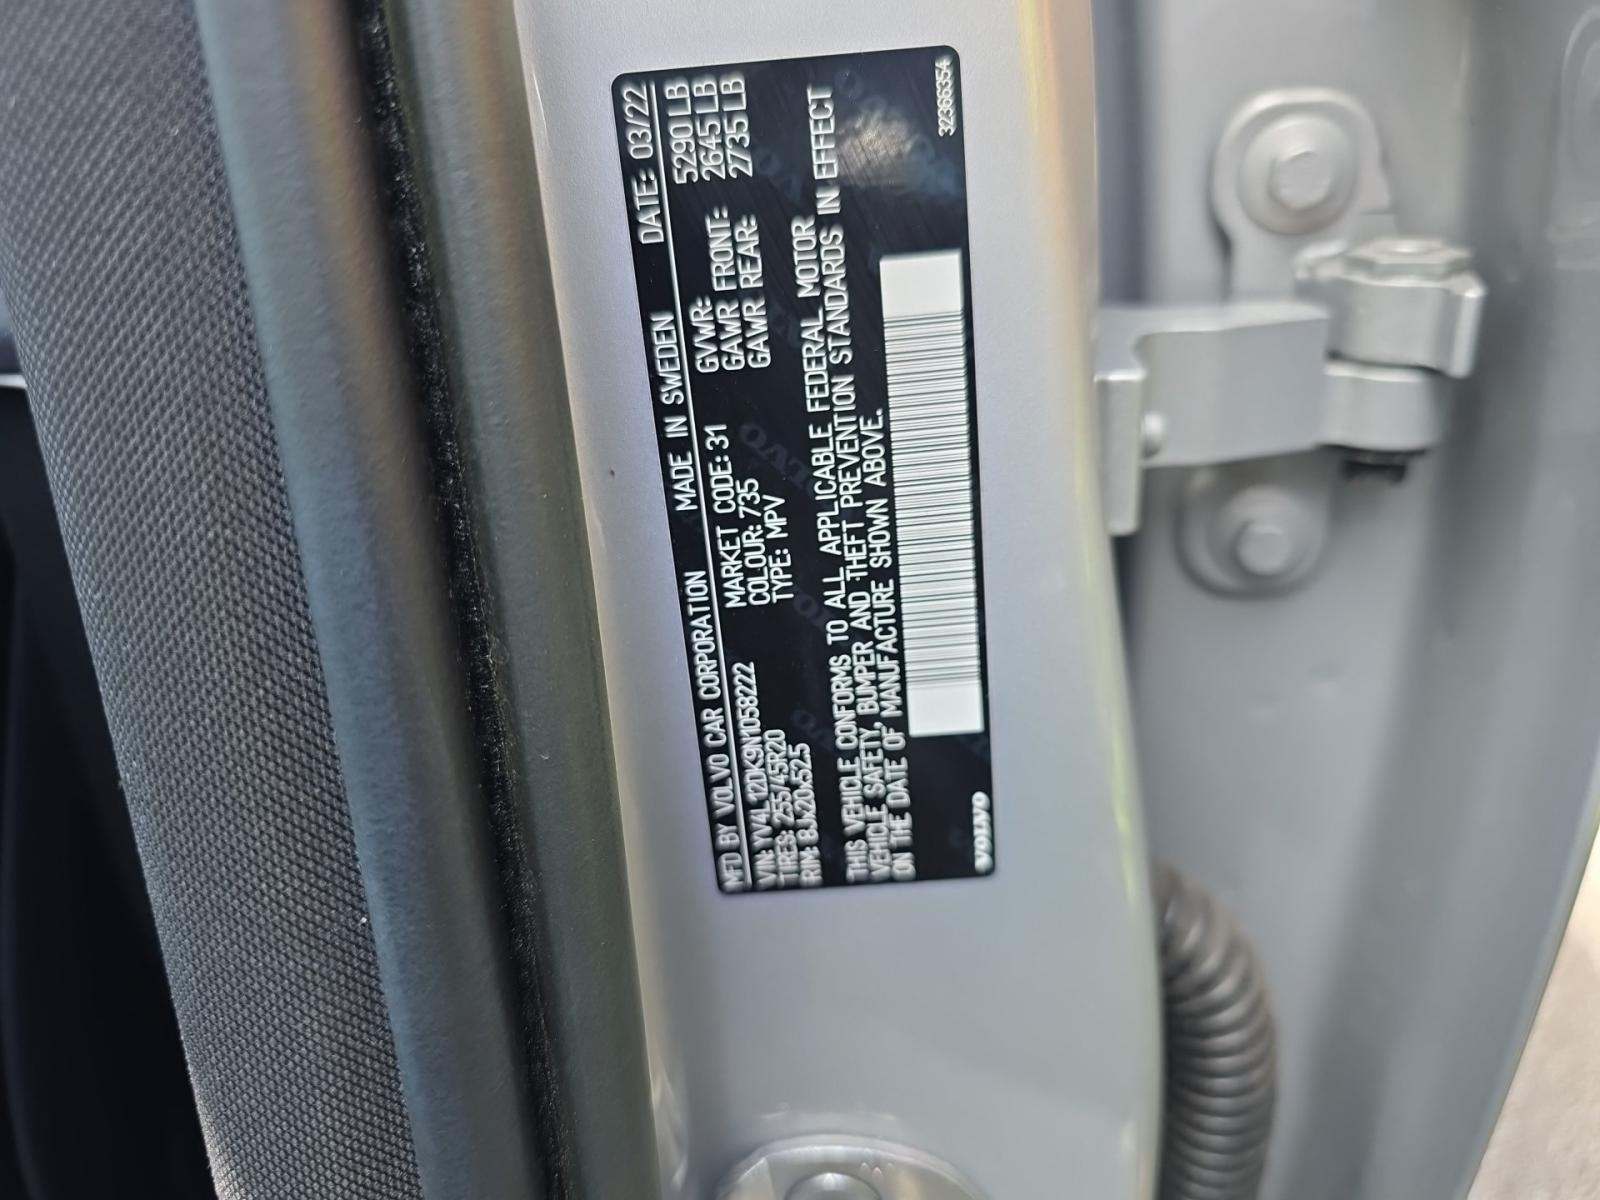 MFD BY VOLVO CAR CORPORATION MADE IN SWEDEN DATE: 03/22
VIN: YV4L12DK9N1058222 MARKET CODE: 31 GVWR: 5290 LB
TIRES: 255/45R20 COLOUR: 735 GAWR FRONT: 2645 LB
RIM: 8Jx20x52.5 TYPE: MPV GAWR REAR: 2735 LB
THIS VEHICLE CONFORMS TO ALL APPLICABLE FEDERAL MOTOR
VEHICLE SAFETY, BUMPER AND THEFT PREVENTION STANDARDS IN EFFECT
ON THE DATE OF MANUFACTURE SHOWN ABOVE.
VOLVO 32366354